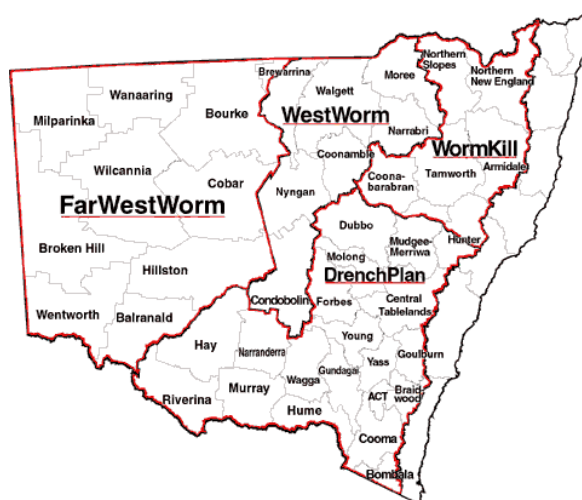 Northern
Slopes
Brewarrina
Moree
Northern
New England
Wanaaring
Walgett
Bourke
WestWorm
Milparinka
Narrabri
WormKill
Coonamble
Armidale
Wilcannia
Coona-
barabran
Tamworth
Cobar
Nyngan
FarWestWorm
Dubbo
Mudgee-
Merriwa
Hunter
Broken Hill
Molong
Hillston
DrenchPlan
Condobolin
Forbes
Central
Tablelands
Wentworth
Balranald
Young
Hay
Narranderra
Yass
Goulburn
Gundagai
Murray
Wagga
ACT
Braid-
wood
Riverina
Hume
Cooma
Bombala